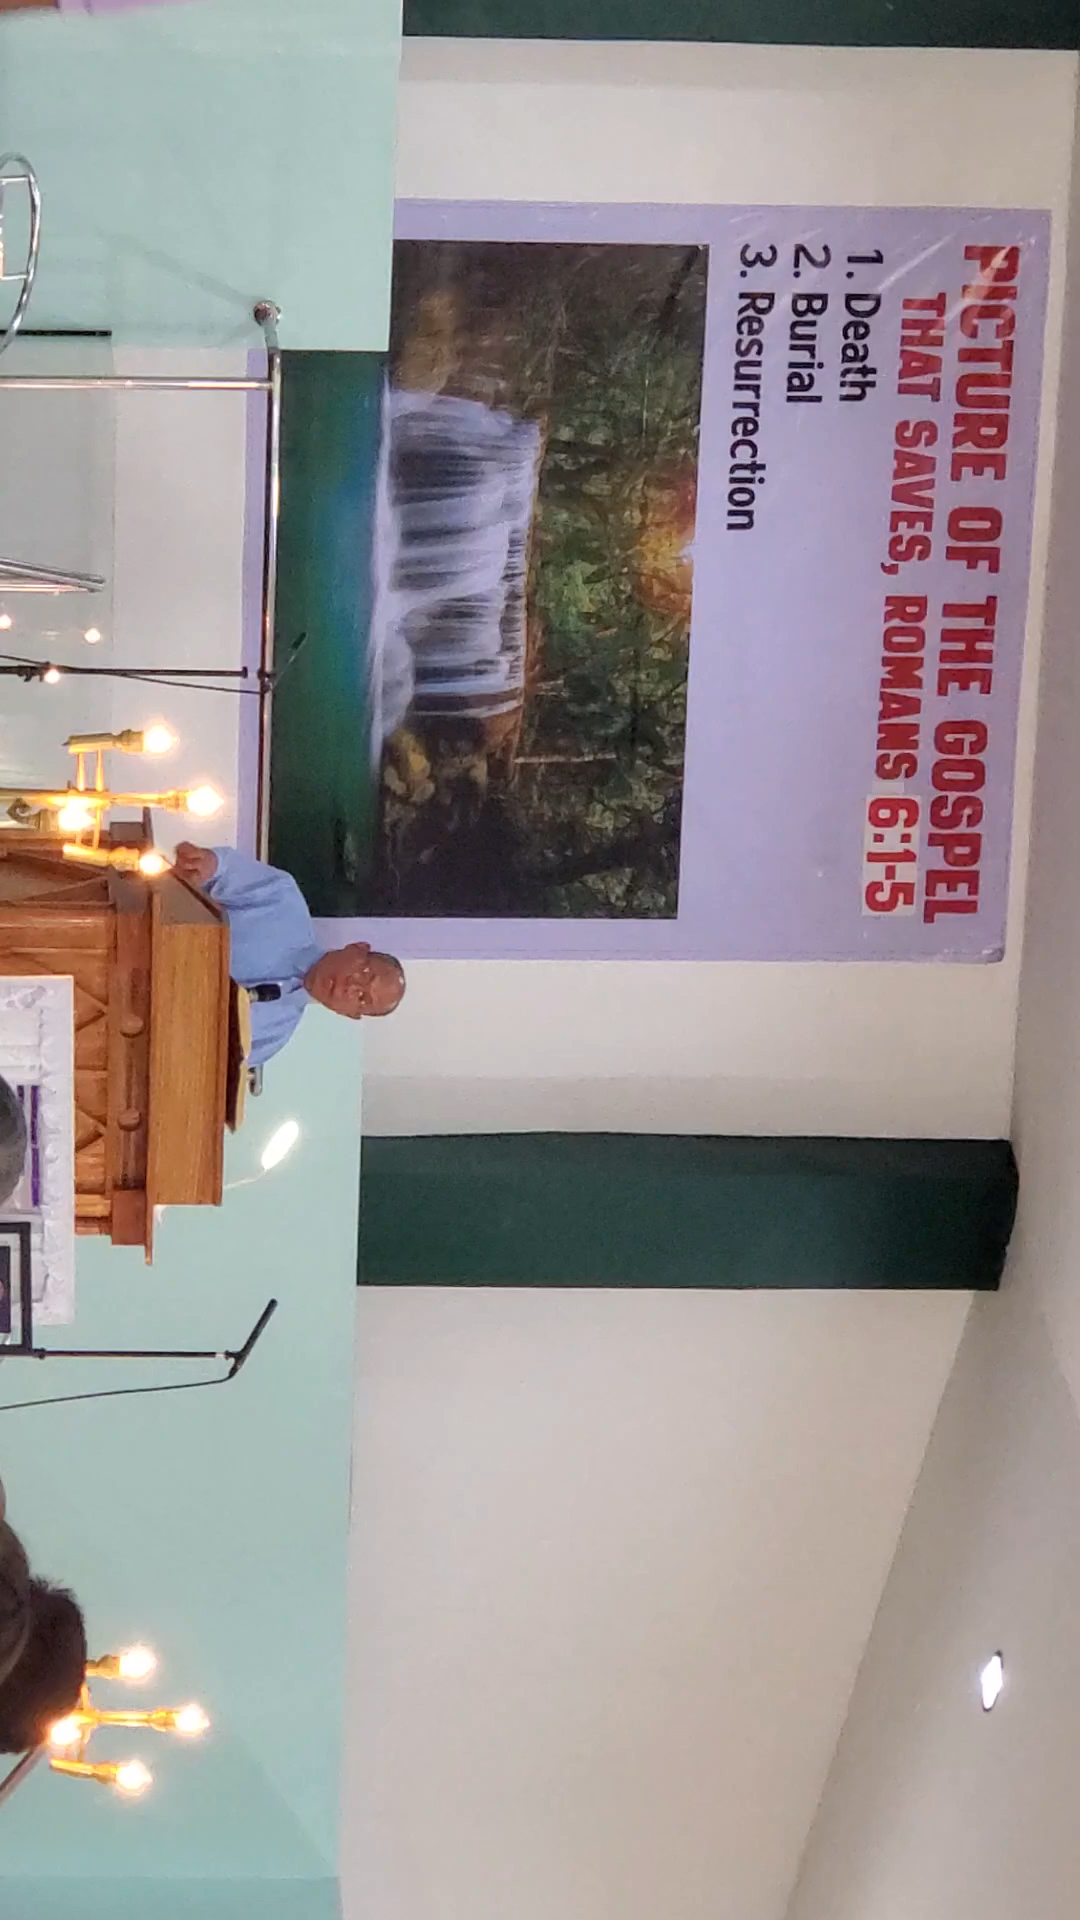 PICTURE OF THE GOSPEL
THAT SAVES, ROMANS 6:1-5
1. Death
2. Burial
3. Resurrection